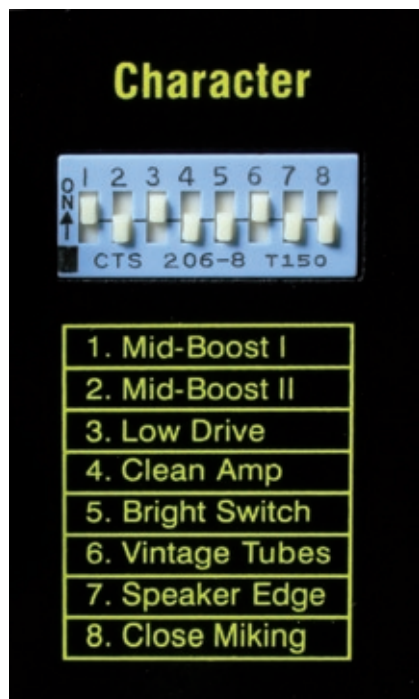 Character
1 2 3 4 5 6 7 8
ON
CTS 206-8 T150
1. Mid-Boost I
2. Mid-Boost II
3. Low Drive
4. Clean Amp
5. Bright Switch
6. Vintage Tubes
7. Speaker Edge
8. Close Miking